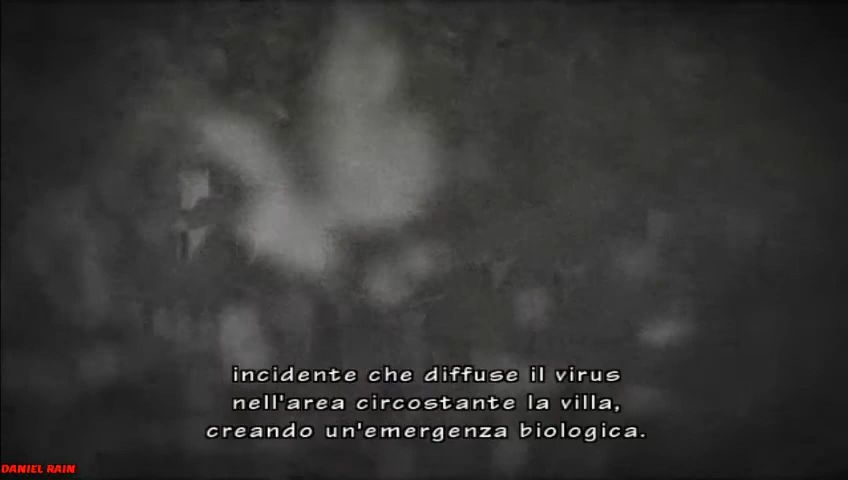 incidente che diffuse il virus
nell'area circostante la villa,
creando un'emergenza biologica.
DANIEL RAIN